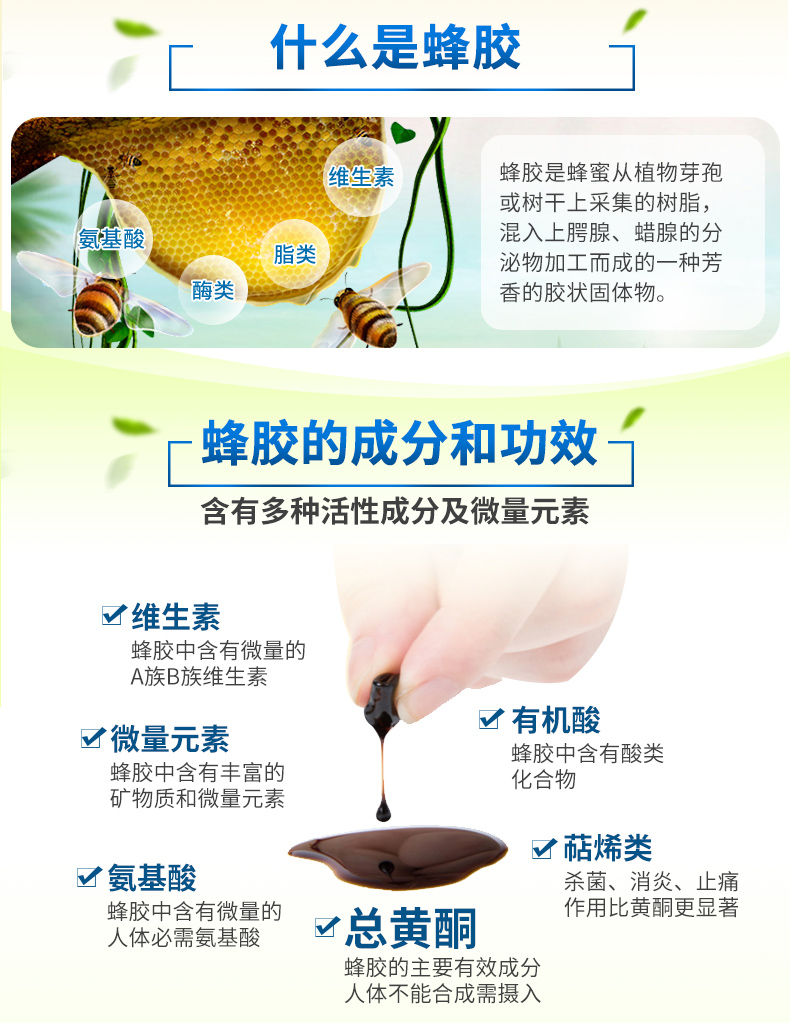 什么是蜂胶
维生素
氨基酸
脂类
酶类
蜂胶是蜂蜜从植物芽孢
或树干上采集的树脂，
混入上腭腺、蜡腺的分
泌物加工而成的一种芳
香的胶状固体物。
蜂胶的成分和功效
含有多种活性成分及微量元素
维生素
蜂胶中含有微量的
A族B族维生素
微量元素
蜂胶中含有丰富的
矿物质和微量元素
氨基酸
蜂胶中含有微量的
人体必需氨基酸
有机酸
蜂胶中含有酸类
化合物
萜烯类
杀菌、消炎、止痛
作用比黄酮更显著
总黄酮
蜂胶的主要有效成分
人体不能合成需摄入